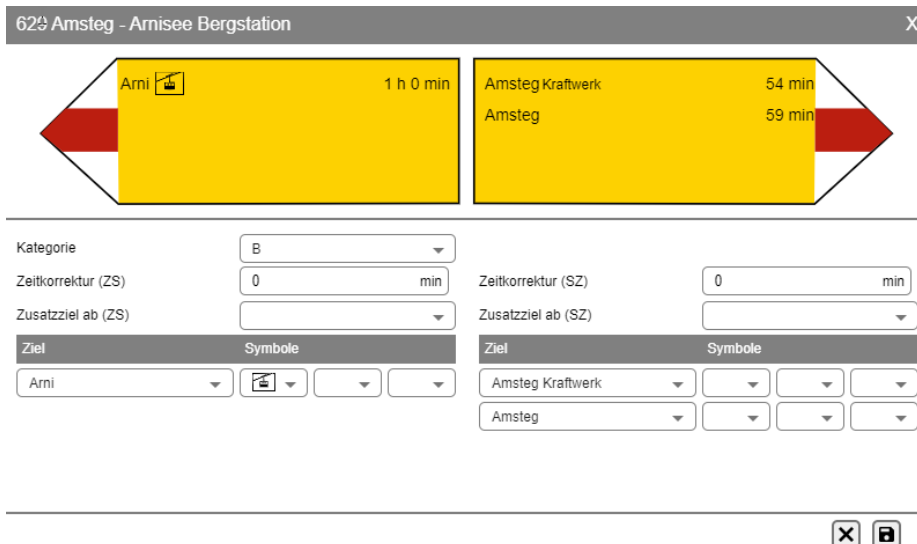 629 Amsteg - Arnisee Bergstation X
Arni 1 h 0 min
Amsteg Kraftwerk 54 min
Amsteg 59 min
Kategorie B
Zeitkorrektur (ZS) 0 min
Zeitkorrektur (SZ) 0 min
Zusatzziel ab (ZS)
Zusatzziel ab (SZ)
Ziel Symbole
Ziel Symbole
Arni
Amsteg Kraftwerk
Amsteg